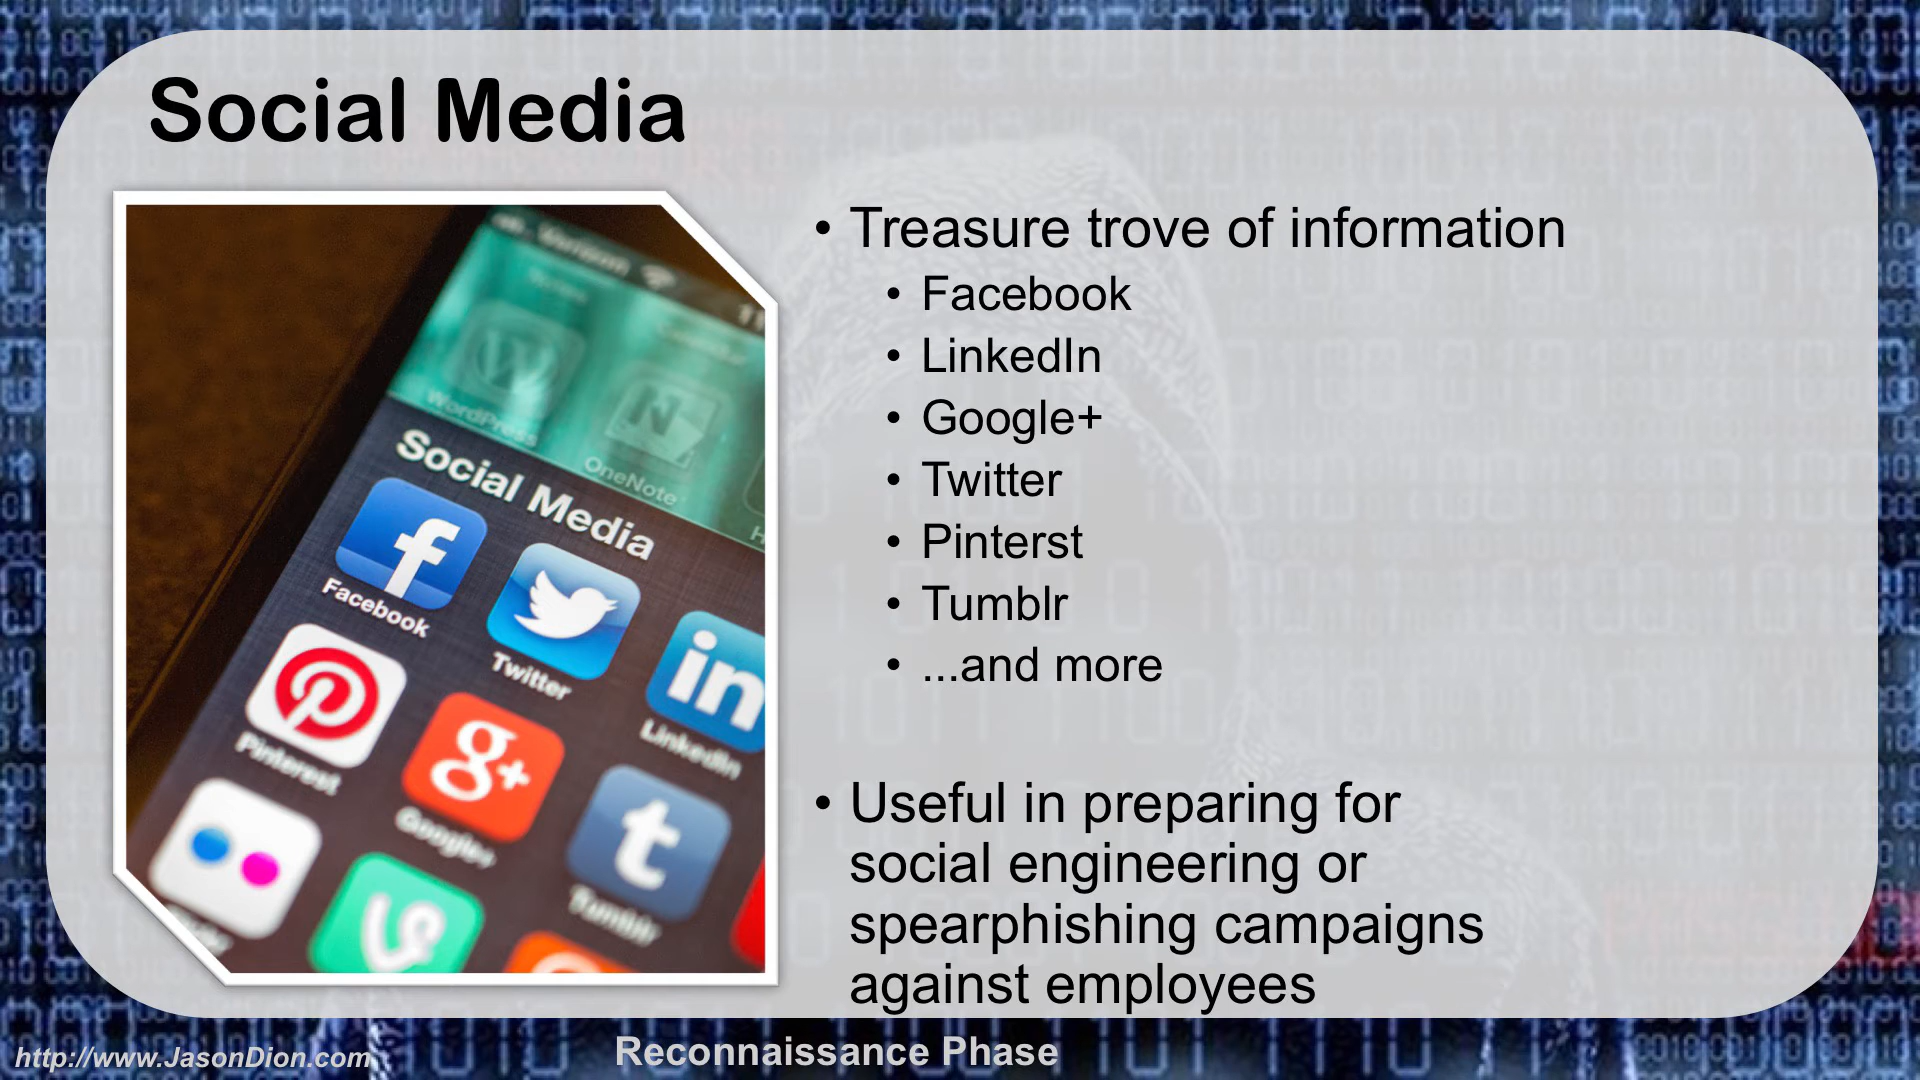 Social Media
Verizon
WordPress
OneNote
Social Media
Facebook
Twitter
in
LinkedIn
Pinterest
g+
Google+
t
Tumblr
• Treasure trove of information
• Facebook
• LinkedIn
• Google+
• Twitter
• Pinterst
• Tumblr
• ...and more
• Useful in preparing for
social engineering or
spearphishing campaigns
against employees
http://www.JasonDion.com
Reconnaissance Phase